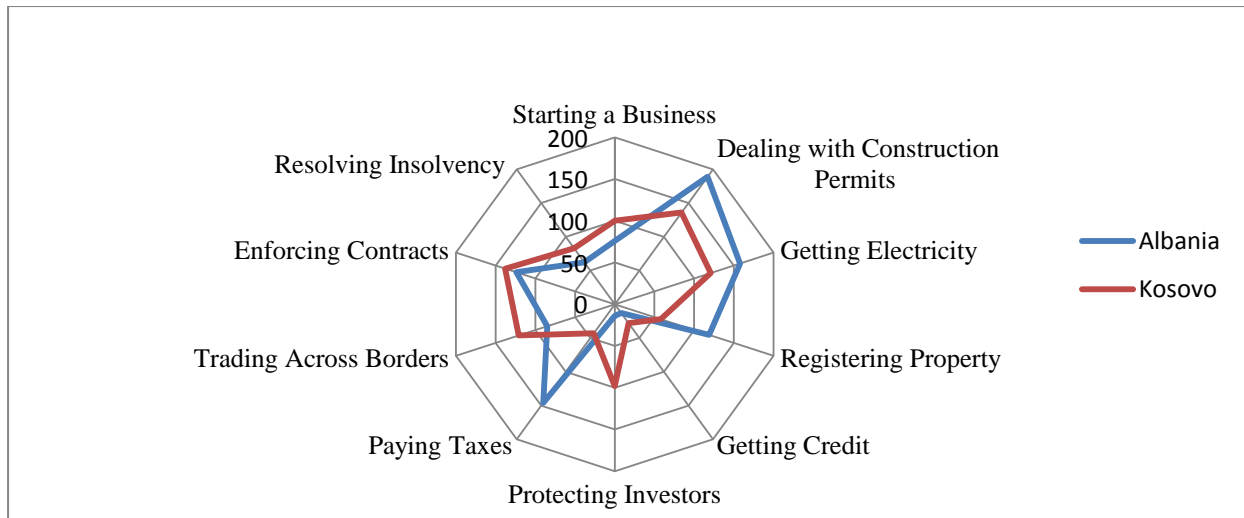 Starting a Business
200
150
100
50
0
Dealing with Construction
Permits
Getting Electricity
Registering Property
Getting Credit
Protecting Investors
Paying Taxes
Trading Across Borders
Enforcing Contracts
Resolving Insolvency
Albania
Kosovo